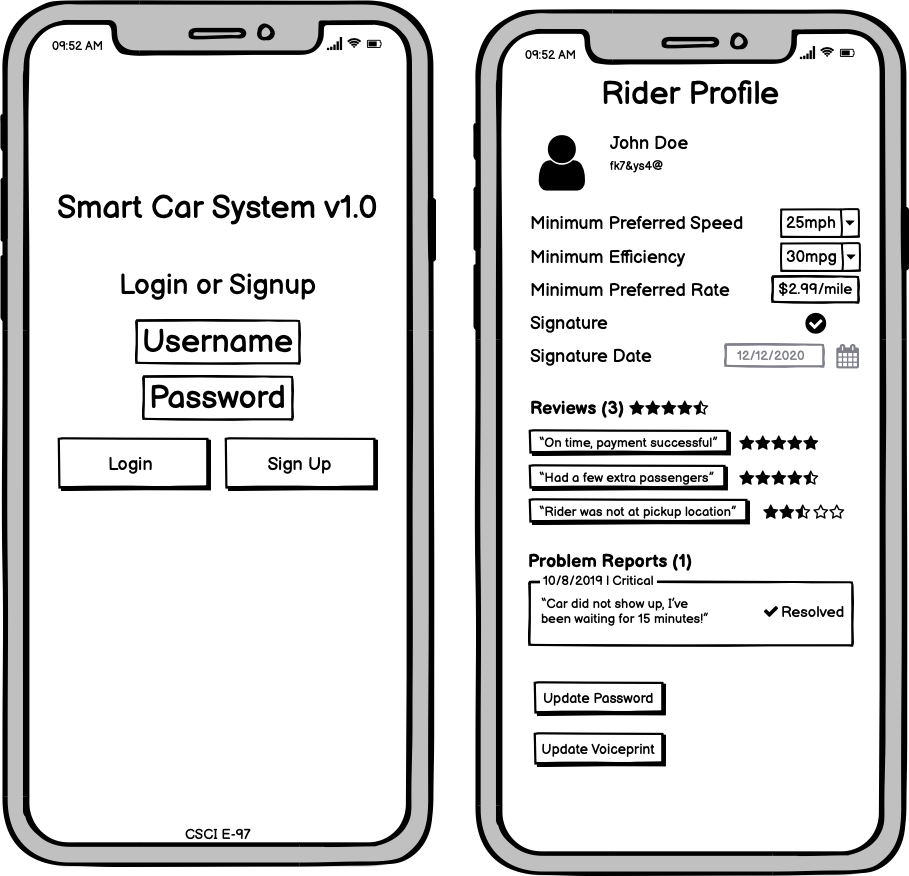 09:52 AM
Smart Car System v1.0
Login or Signup
Username
Password
Login
Sign Up
CSCI E-97
09:52 AM
Rider Profile
John Doe
fk7&ys4@
Minimum Preferred Speed 25mph
Minimum Efficiency 30mpg
Minimum Preferred Rate $2.99/mile
Signature
Signature Date 12/12/2020
Reviews (3)
“On time, payment successful”
“Had a few extra passengers”
“Rider was not at pickup location”
Problem Reports (1)
10/8/2019 | Critical
“Car did not show up, I've
been waiting for 15 minutes!”
Resolved
Update Password
Update Voiceprint